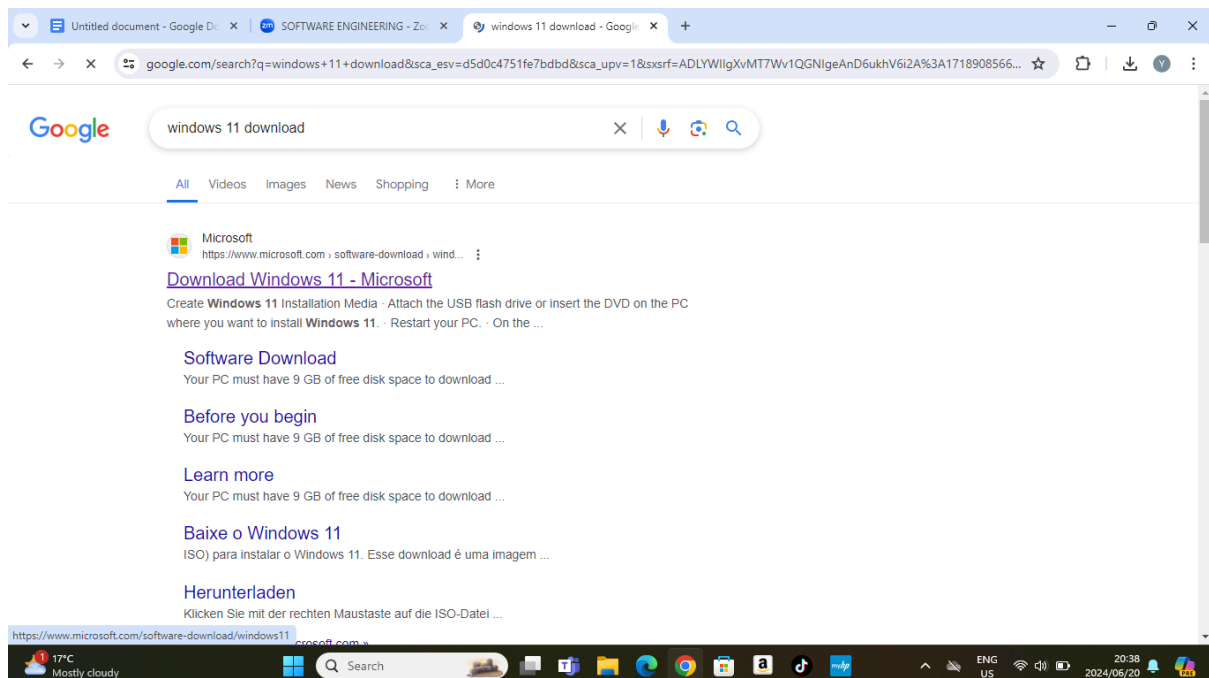 Untitled document - Google Do
SOFTWARE ENGINEERING - Zoo
windows 11 download - Google
google.com/search?q=windows+11+download&sca_esv=d5d0c4751fe7bdbd&sca_upv=1&sxsrf=ADLYWIIgXvMT7Wv1QGNIgeAnD6ukhV6i2A%3A1718908566...
Y
Google
windows 11 download
All Videos Images News Shopping More
Microsoft
https://www.microsoft.com › software-download › wind...
Download Windows 11 - Microsoft
Create Windows 11 Installation Media · Attach the USB flash drive or insert the DVD on the PC
where you want to install Windows 11. · Restart your PC. · On the ...
Software Download
Your PC must have 9 GB of free disk space to download ...
Before you begin
Your PC must have 9 GB of free disk space to download ...
Learn more
Your PC must have 9 GB of free disk space to download ...
Baixe o Windows 11
ISO) para instalar o Windows 11. Esse download é uma imagem ...
Herunterladen
Klicken Sie mit der rechten Maustaste auf die ISO-Datei ...
https://www.microsoft.com/software-download/windows11
crosoft.com »
1
17°C
Mostly cloudy
Search
a
myhp
ENG
US
20:38
2024/06/20
PRE